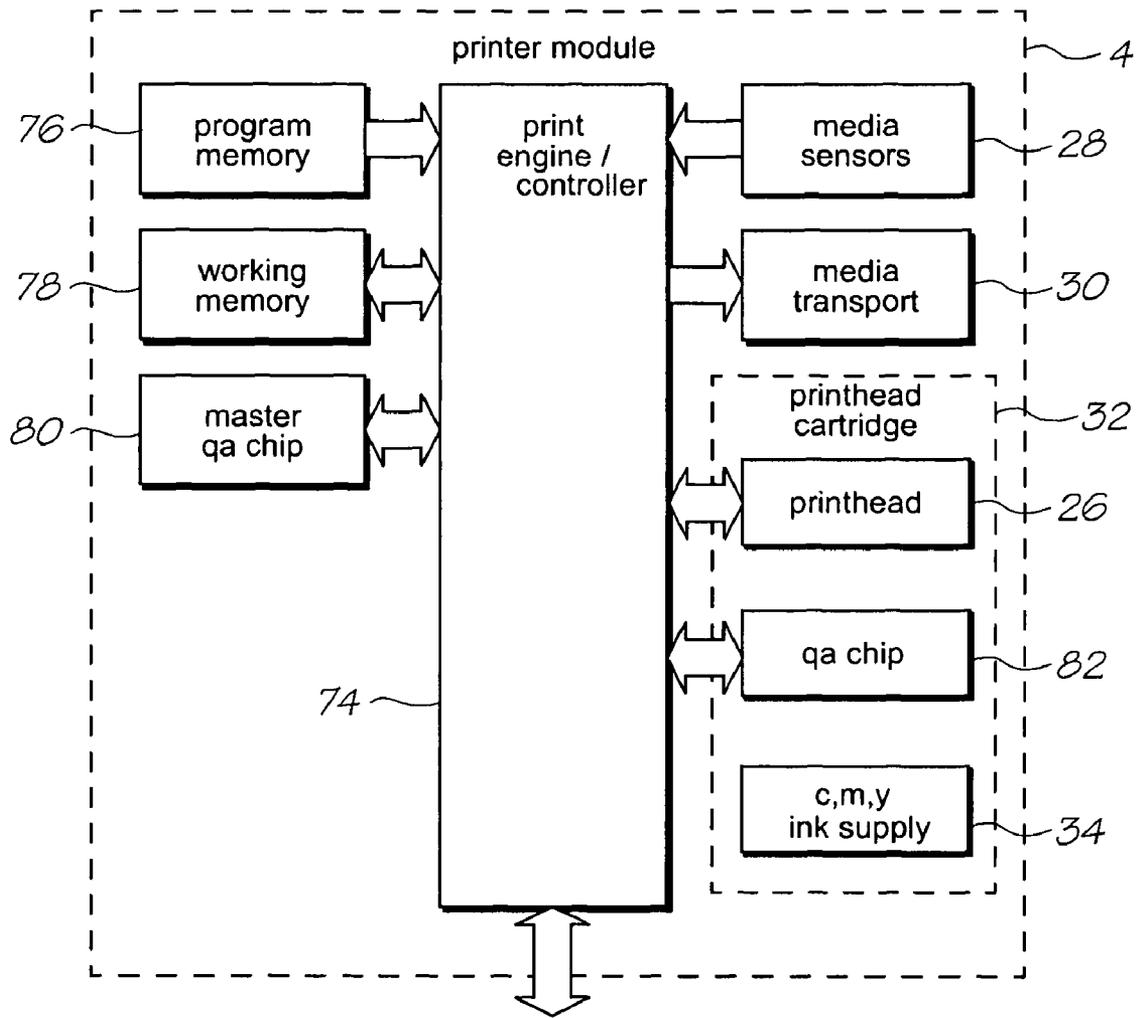 printer module
4
76
program
memory
print
engine /
controller
media
sensors
28
78
working
memory
media
transport
30
80
master
qa chip
printhead
cartridge
32
printhead
26
74
qa chip
82
c,m,y
ink supply
34